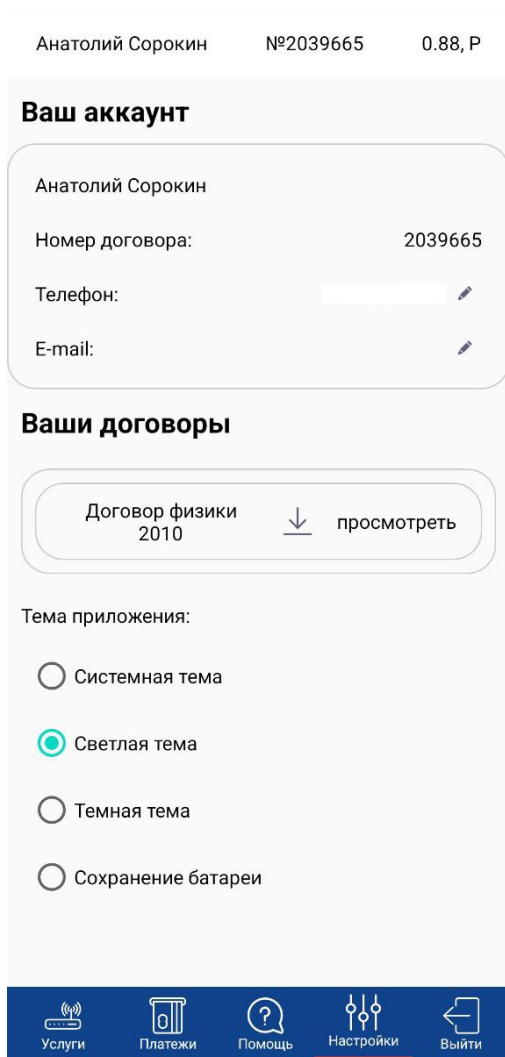 Анатолий Сорокин №2039665 0.88, Р
Ваш аккаунт
Анатолий Сорокин
Номер договора: 2039665
Телефон:
E-mail:
Ваши договоры
Договор физики
2010
просмотреть
Тема приложения:
Системная тема
Светлая тема
Темная тема
Сохранение батареи
Услуги Платежи Помощь Настройки Выйти